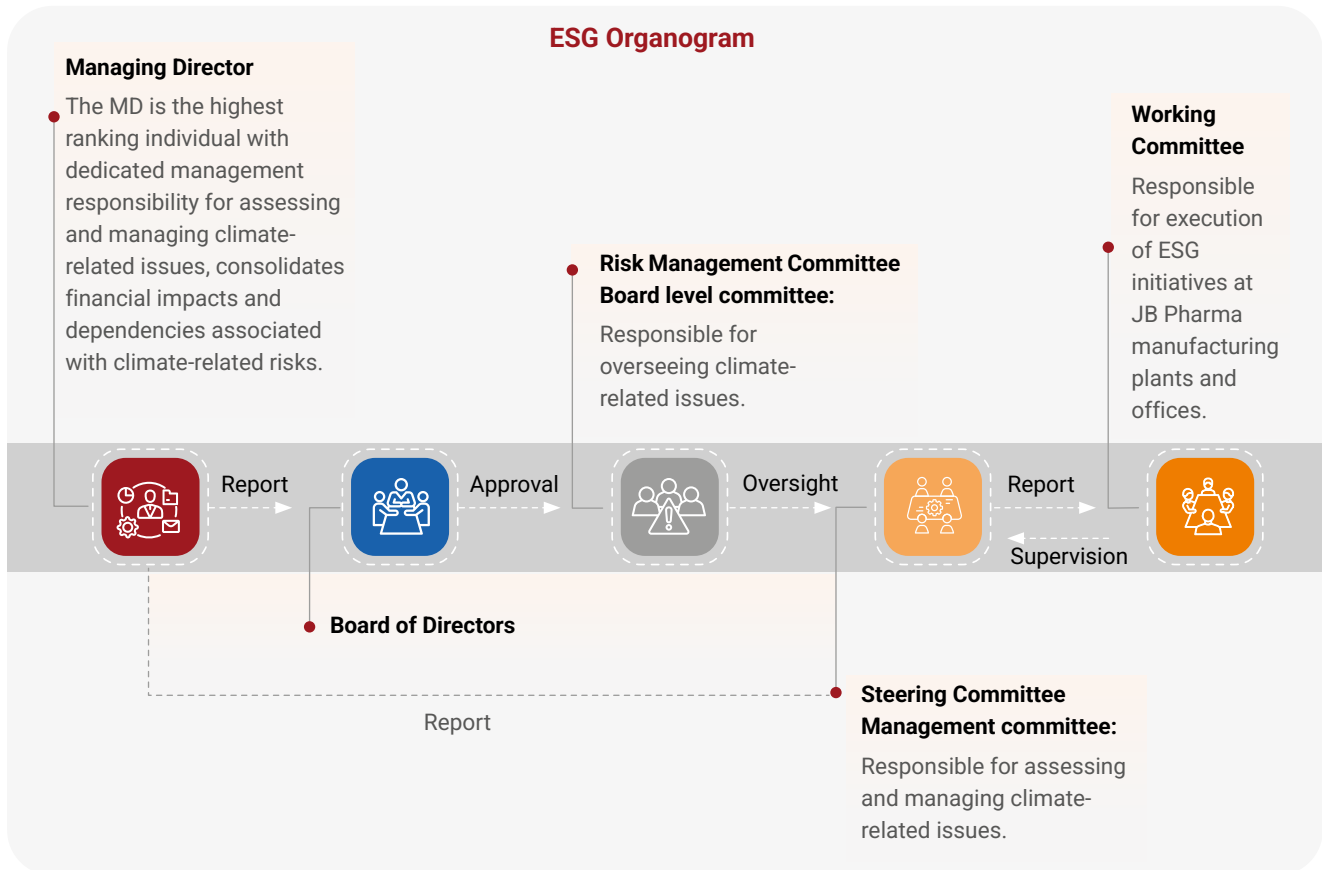 ESG Organogram
Managing Director
The MD is the highest
ranking individual with
dedicated management
responsibility for assessing
and managing climate-
related issues, consolidates
financial impacts and
dependencies associated
with climate-related risks.
Risk Management Committee
Board level committee:
Responsible for
overseeing climate-
related issues.
Working
Committee
Responsible
for execution
of ESG
initiatives at
JB Pharma
manufacturing
plants and
offices.
Report
Approval
Oversight
Report
Supervision
Board of Directors
Report
Steering Committee
Management committee:
Responsible for assessing
and managing climate-
related issues.